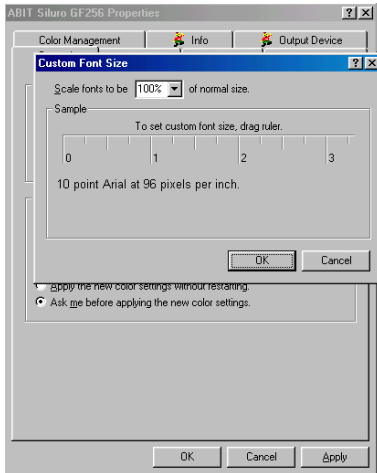 ABIT Siluro GF256 Properties
Color Management Info Output Device
Custom Font Size
Scale fonts to be 100% of normal size.
Sample
To set custom font size, drag ruler.
0 1 2 3
10 point Arial at 96 pixels per inch.
OK Cancel
Apply the new color settings without restarting.
Ask me before applying the new color settings.
OK Cancel Apply